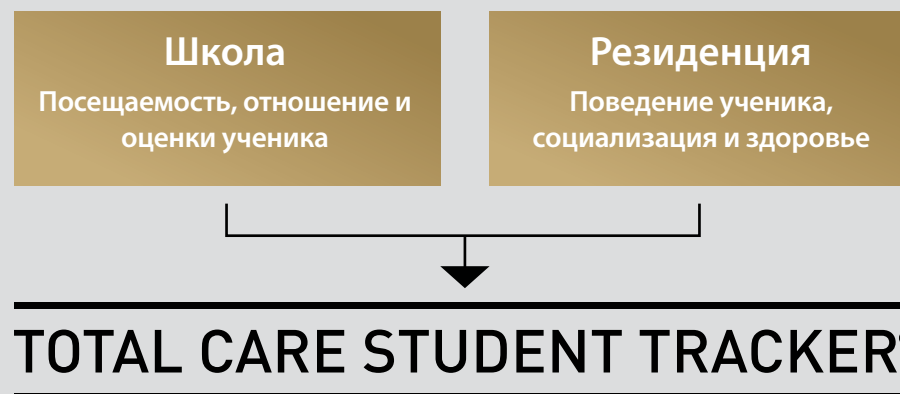 Школа
Посещаемость, отношение и
оценки ученика
Резиденция
Поведение ученика,
социализация и здоровье
TOTAL CARE STUDENT TRACKER